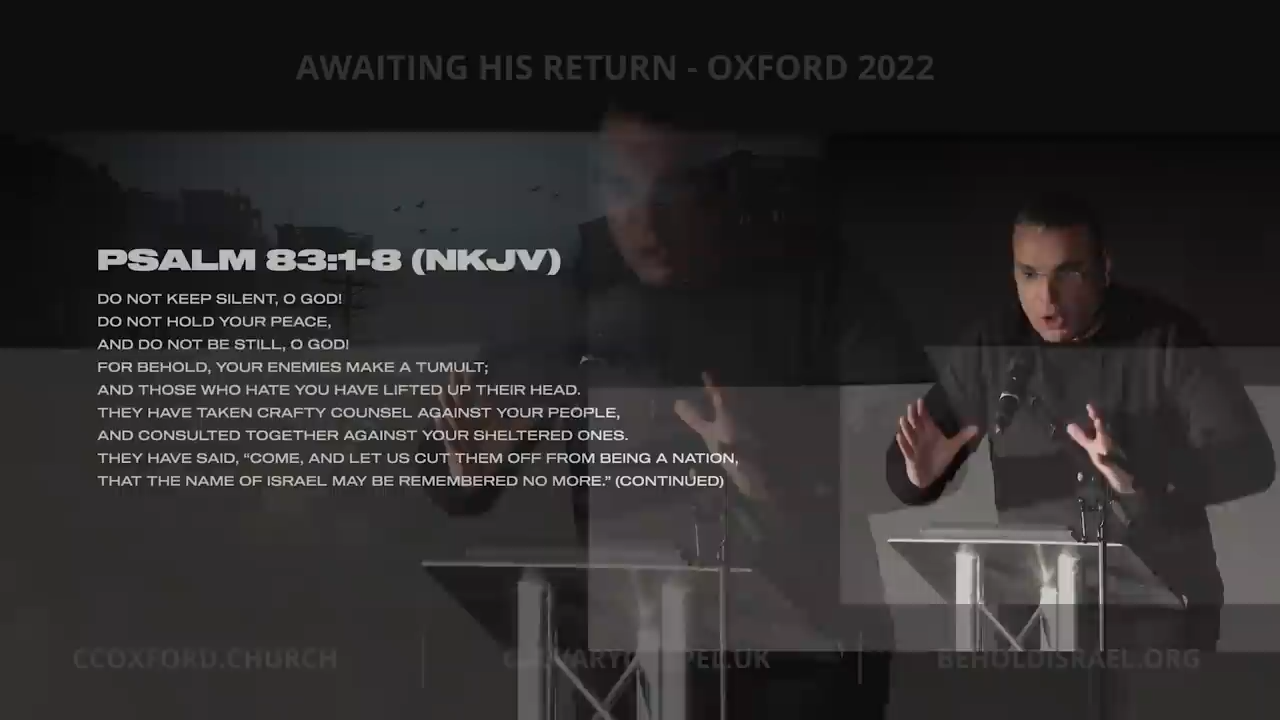 AWAITING HIS RETURN - OXFORD 2022
PSALM 83:1-8 (NKJV)
DO NOT KEEP SILENT, O GOD!
DO NOT HOLD YOUR PEACE,
AND DO NOT BE STILL, O GOD!
FOR BEHOLD, YOUR ENEMIES MAKE A TUMULT;
AND THOSE WHO HATE YOU HAVE LIFTED UP THEIR HEAD.
THEY HAVE TAKEN CRAFTY COUNSEL AGAINST YOUR PEOPLE,
AND CONSULTED TOGETHER AGAINST YOUR SHELTERED ONES.
THEY HAVE SAID, “COME, AND LET US CUT THEM OFF FROM BEING A NATION,
THAT THE NAME OF ISRAEL MAY BE REMEMBERED NO MORE.” (CONTINUED)
CCOXFORD.CHURCH BEHOLDISRAEL.ORG